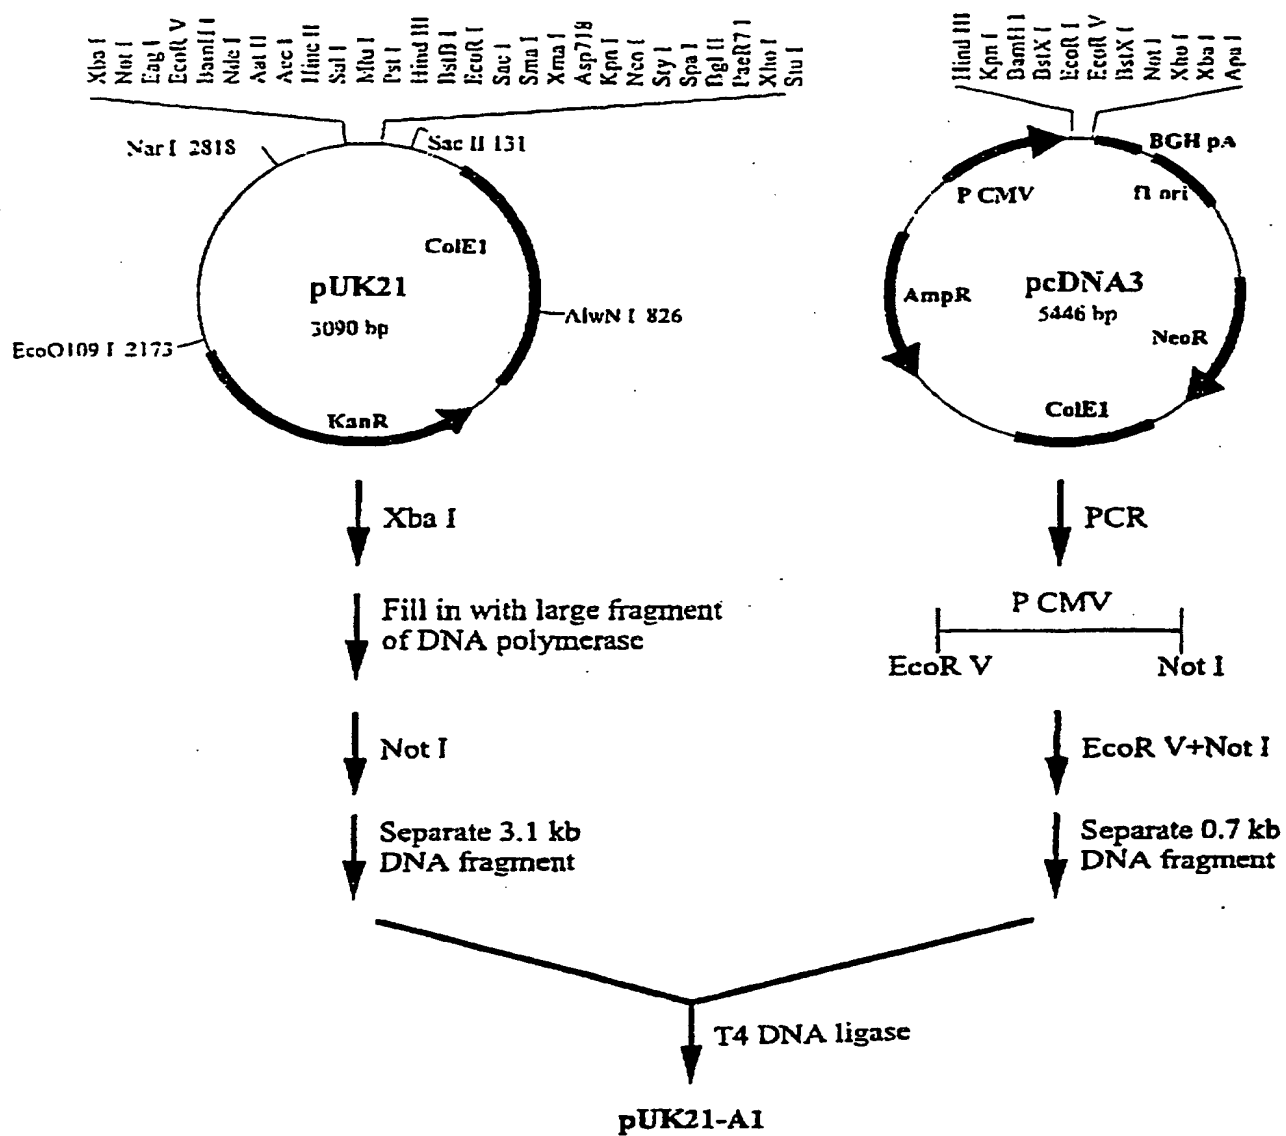 Xba I
Not I
Eag I
EcoR V
BamH I
Nde I
Aat II
Acc I
Hinc II
Sal I
Mlu I
Pst I
Hind III
BstB I
EcoR I
Sac I
Sma I
Xma I
Asp718
Kpn I
Nco I
Sty I
Spa I
Bgl II
PaeR7 I
Xho I
Stu I
Hind III
Kpn I
BamH I
BstX I
EcoR I
EcoR V
BstX I
Not I
Xho I
Xba I
Apa I
Nar I 2818
Sac II 131
BGH pA
P CMV
f1 ori
ColE1
pUK21
3090 bp
AmpR
pcDNA3
5446 bp
AlwN I 826
NeoR
EcoO109 I 2173
KanR
ColE1
Xba I
PCR
Fill in with large fragment
of DNA polymerase
P CMV
EcoR V
Not I
Not I
EcoR V+Not I
Separate 3.1 kb
DNA fragment
Separate 0.7 kb
DNA fragment
T4 DNA ligase
pUK21-A1